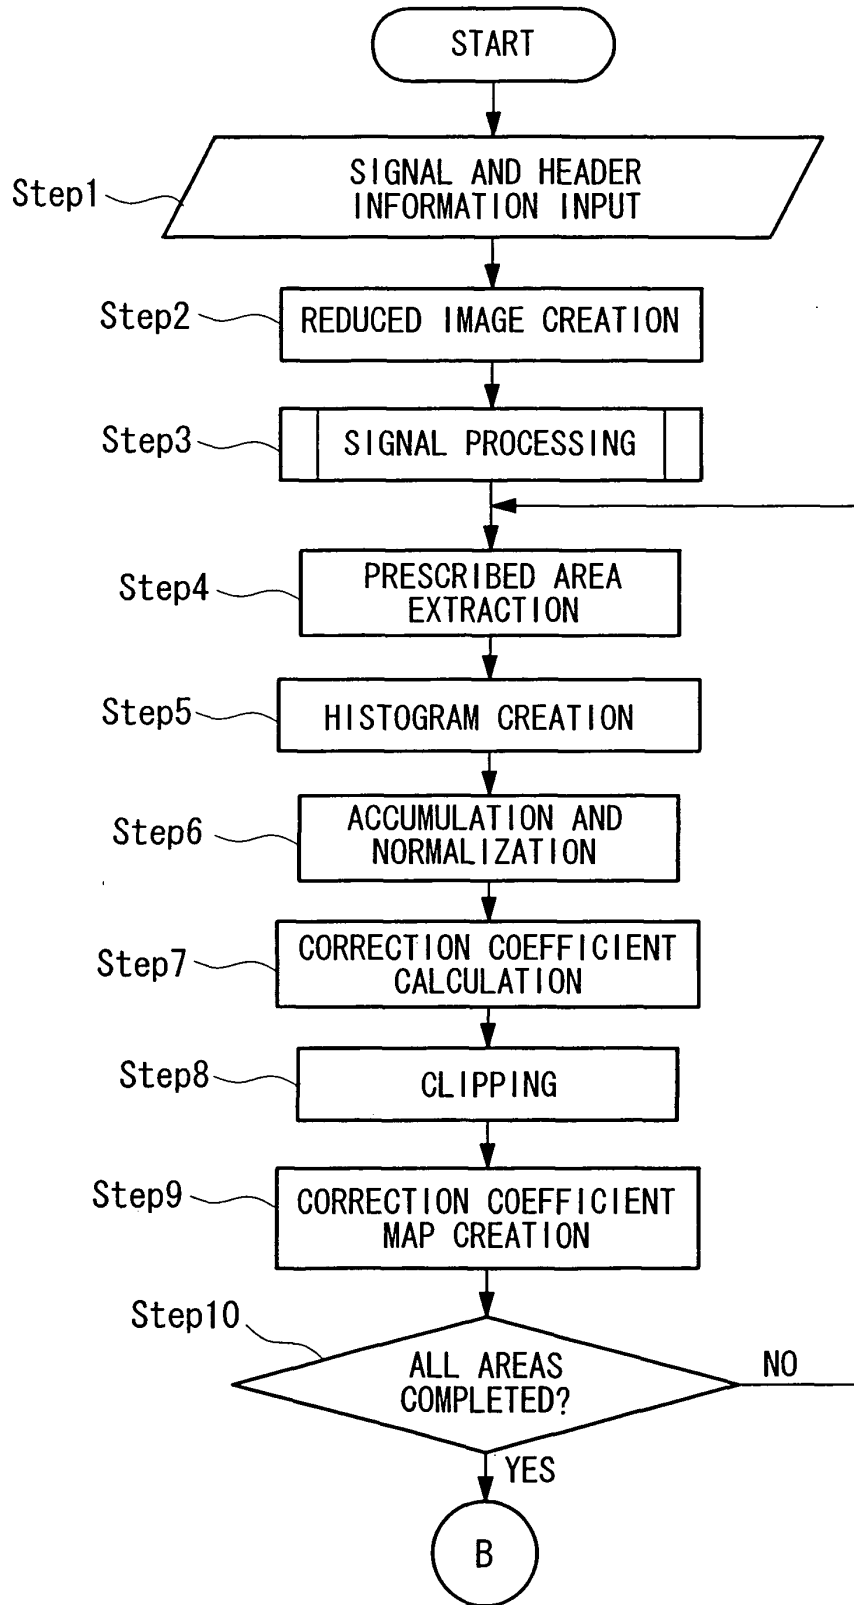 START
Step1
SIGNAL AND HEADER
INFORMATION INPUT
Step2
REDUCED IMAGE CREATION
Step3
SIGNAL PROCESSING
Step4
PRESCRIBED AREA
EXTRACTION
Step5
HISTOGRAM CREATION
Step6
ACCUMULATION AND
NORMALIZATION
Step7
CORRECTION COEFFICIENT
CALCULATION
Step8
CLIPPING
Step9
CORRECTION COEFFICIENT
MAP CREATION
Step10
ALL AREAS
COMPLETED?
NO
YES
B